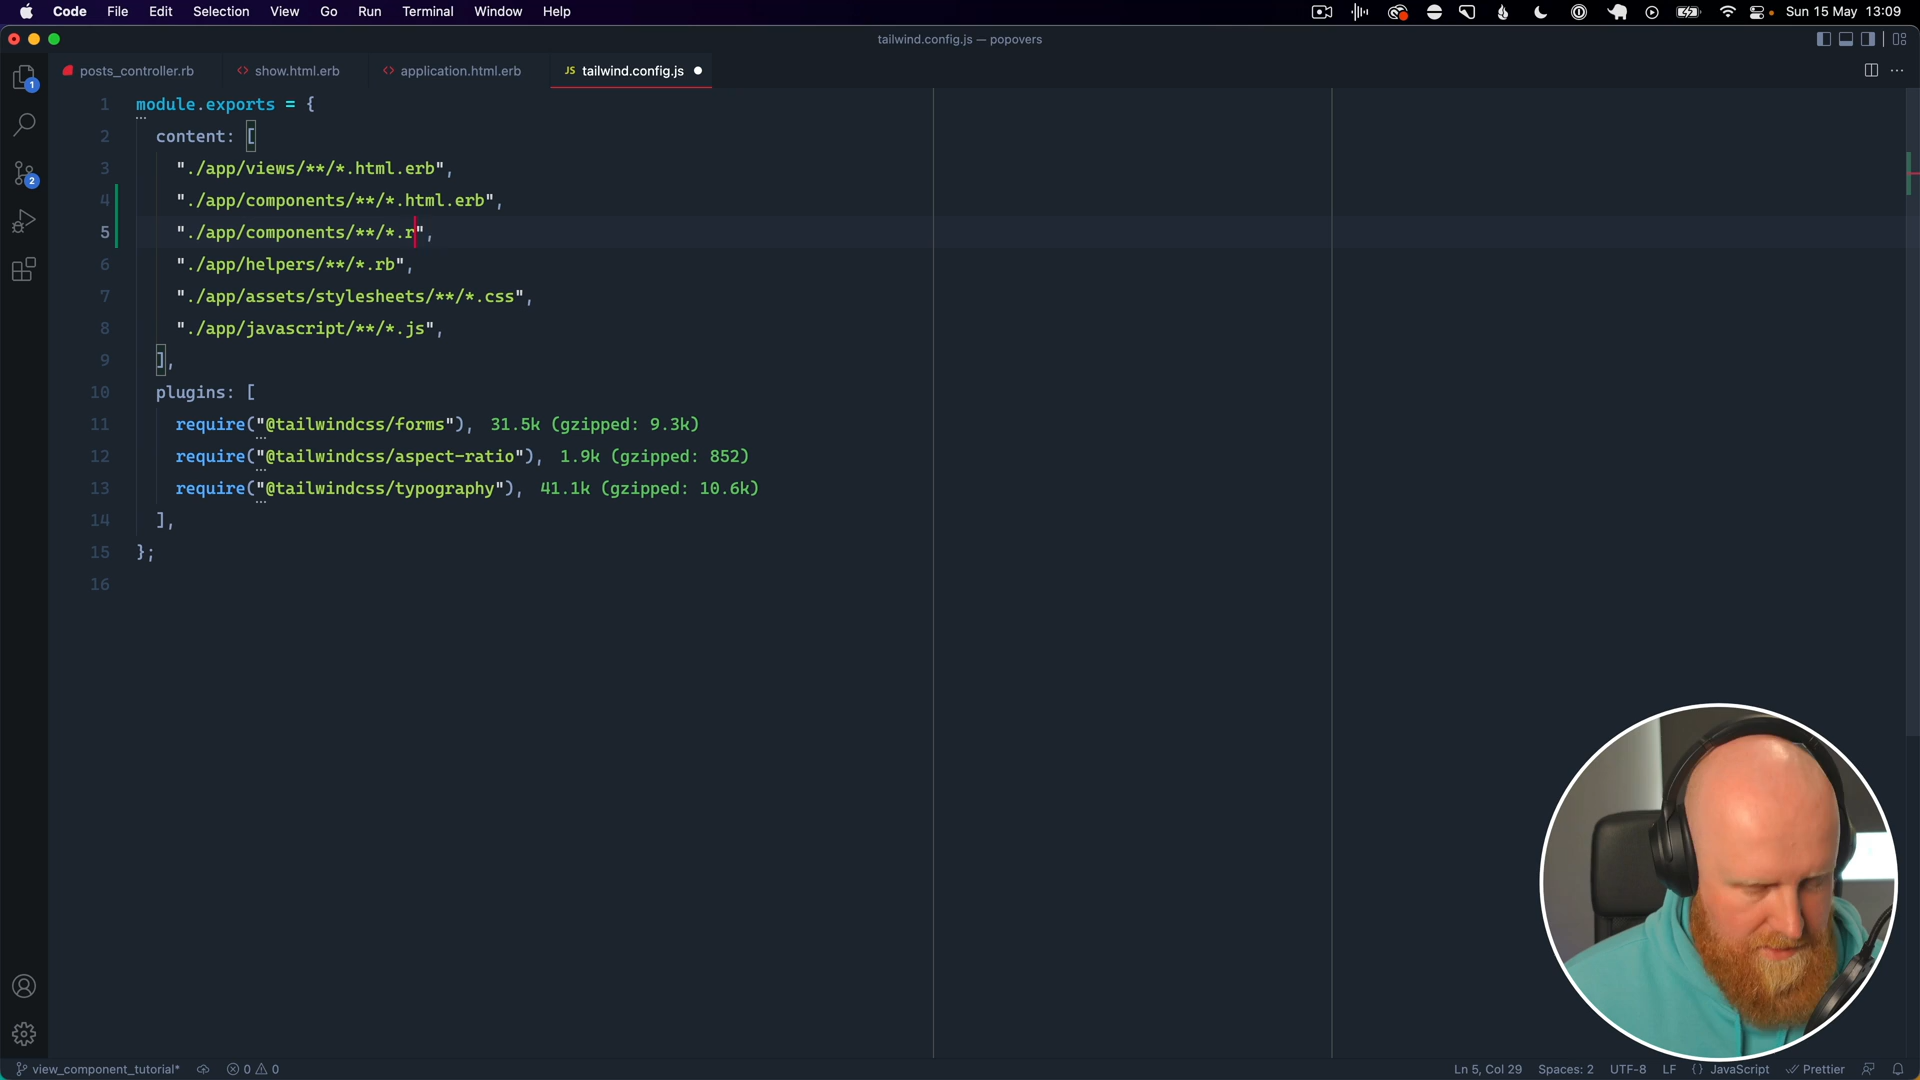 Code File Edit Selection View Go Run Terminal Window Help Sun 15 May 13:09
tailwind.config.js — popovers
posts_controller.rb show.html.erb application.html.erb JS tailwind.config.js
1 module.exports = {
2 content: [
3 "./app/views/**/*.html.erb",
4 "./app/components/**/*.html.erb",
5 "./app/components/**/*.r",
6 "./app/helpers/**/*.rb",
7 "./app/assets/stylesheets/**/*.css",
8 "./app/javascript/**/*.js",
9 ],
10 plugins: [
11 require("@tailwindcss/forms"), 31.5k (gzipped: 9.3k)
12 require("@tailwindcss/aspect-ratio"), 1.9k (gzipped: 852)
13 require("@tailwindcss/typography"), 41.1k (gzipped: 10.6k)
14 ],
15 };
16
1
2
view_component_tutorial* 0 0 Ln 5, Col 29 Spaces: 2 UTF-8 LF {} JavaScript Prettier